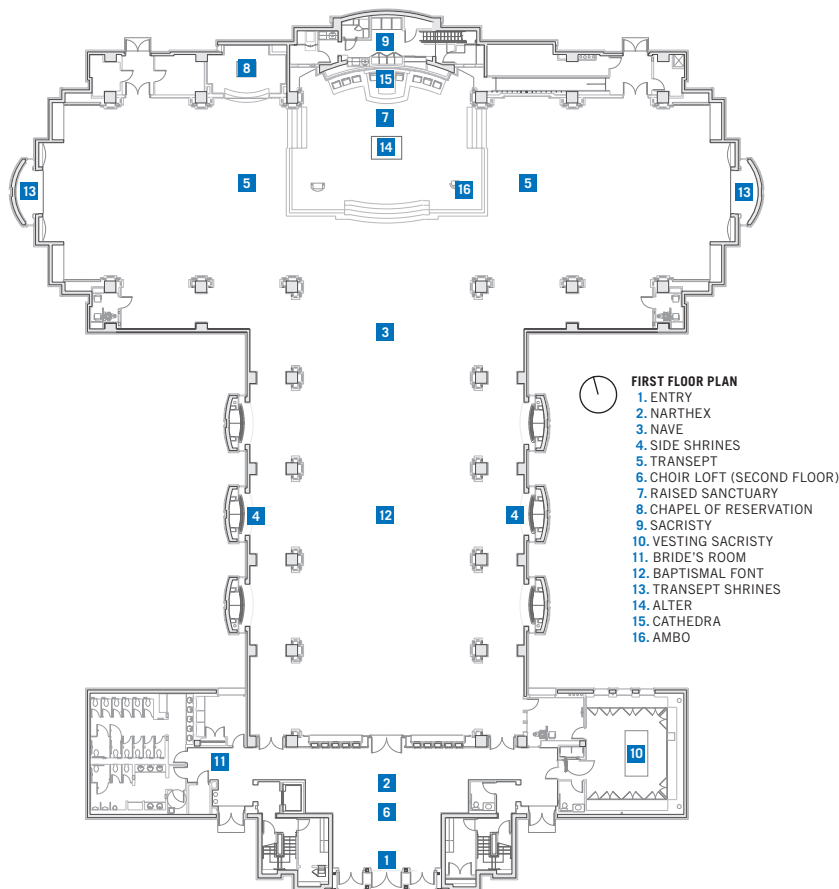 9
8
15
7
14
5
5
16
13
13
3
FIRST FLOOR PLAN
1. ENTRY
2. NARTHEX
3. NAVE
4. SIDE SHRINES
5. TRANSEPT
6. CHOIR LOFT (SECOND FLOOR)
7. RAISED SANCTUARY
8. CHAPEL OF RESERVATION
9. SACRISTY
10. VESTING SACRISTY
11. BRIDE'S ROOM
12. BAPTISMAL FONT
13. TRANSEPT SHRINES
14. ALTER
15. CATHEDRA
16. AMBO
4
12
4
10
11
2
6
1